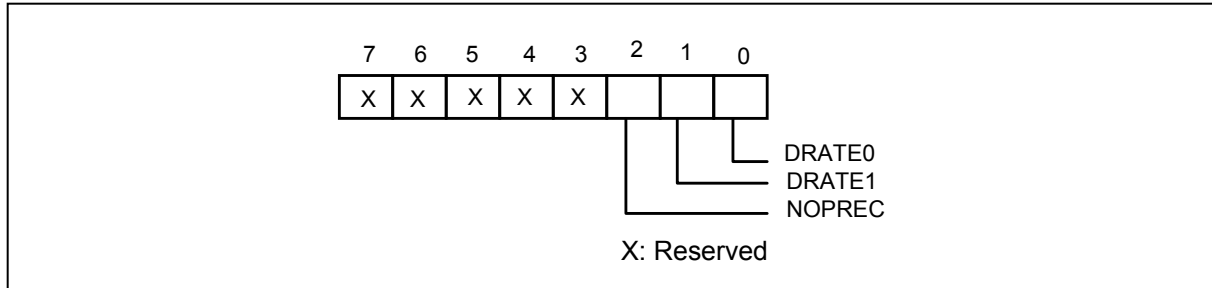 7 6 5 4 3 2 1 0
X X X X X
DRATE0
DRATE1
NOPREC
X: Reserved